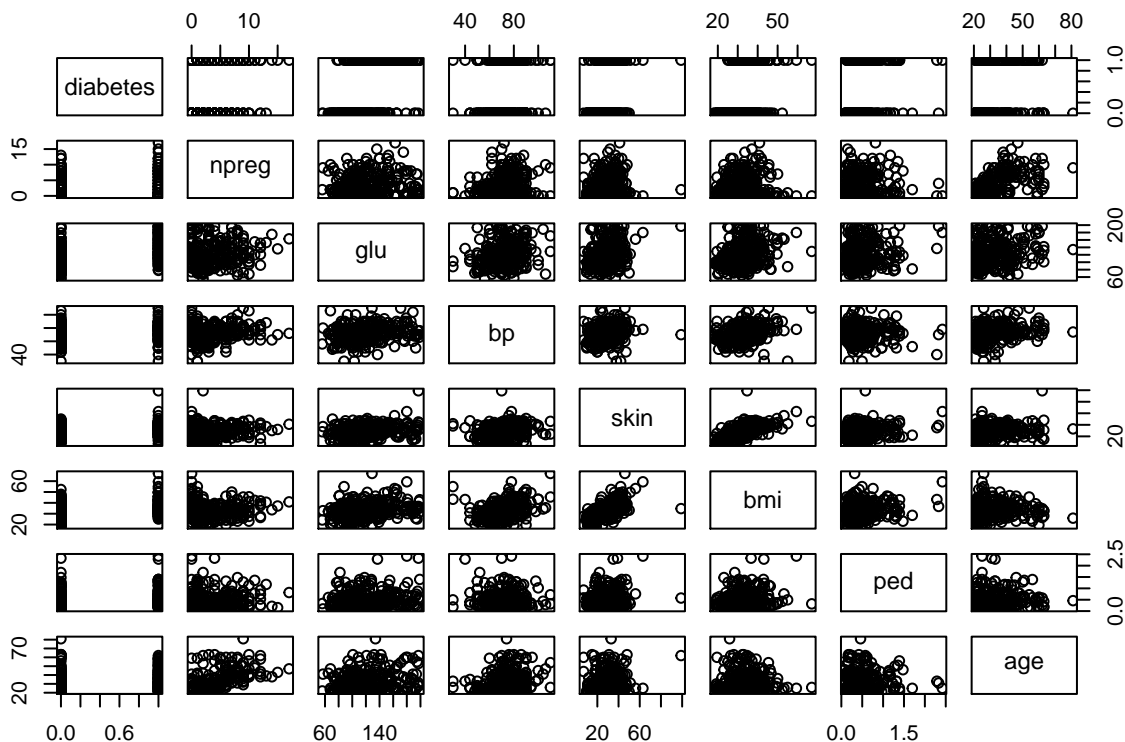 0 10 40 80 20 50 20 50 80
diabetes 0.0 1.0
0 15 npreg
glu 60 200
40 bp
skin 20
20 60 bmi
ped 0.0 2.5
20 70 age
0.0 0.6 60 140 20 60 0.0 1.5